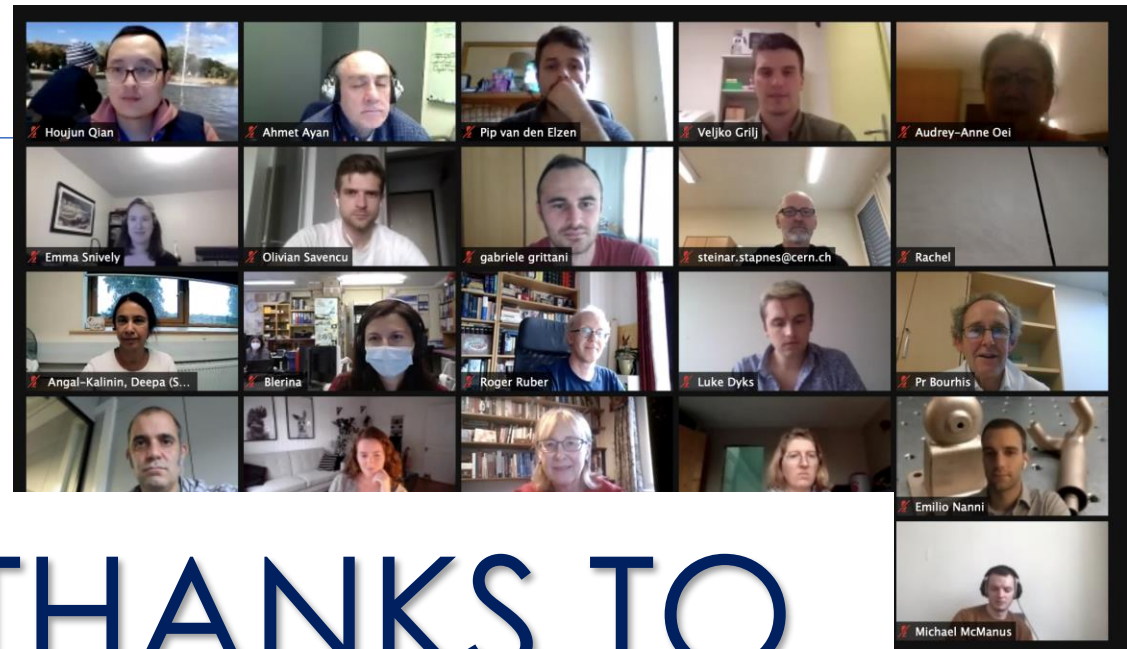 Houjun Qian
Ahmet Ayan
Pip van den Elzen
Veljko Grilj
Audrey-Anne Oei
Emma Snively
Olivian Savencu
gabriele grittani
steinar.stapnes@cern.ch
Rachel
Angal-Kalinin, Deepa (S...
Blerina
Roger Ruber
Luke Dyks
Pr Bourhis
Emilio Nanni
Michael McManus
THANKS TO